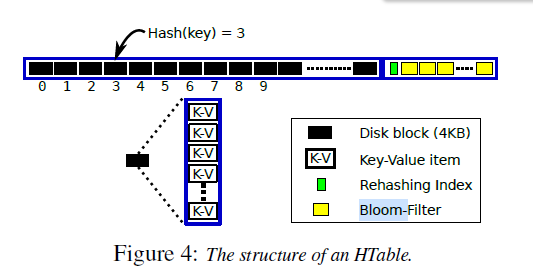 Hash(key) = 3
0 1 2 3 4 5 6 7 8 9
K-V
K-V
K-V
K-V
K-V
Disk block (4KB)
K-V Key-Value item
Rehashing Index
Bloom-Filter
Figure 4: The structure of an HTable.